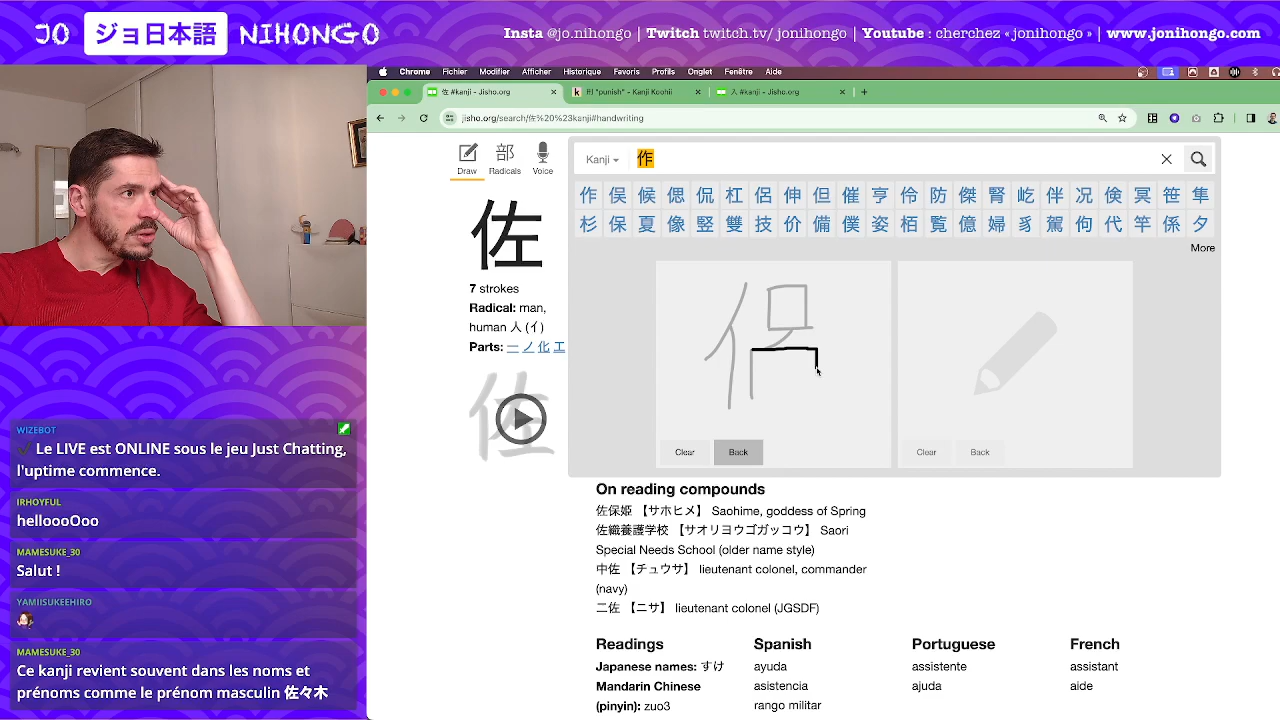 JO ジョ日本語 NIHONGO
Insta @jo.nihongo | Twitch twitch.tv/ jonihongo | Youtube : cherchez « jonihongo » | www.jonihongo.com
Chrome Fichier Modifier Afficher Historique Favoris Profils Onglet Fenêtre Aide
佐 #kanji - Jisho.org
"punish" - Kanji Koohii
人 #kanji - Jisho.org
jisho.org/search/佐%20%23kanji#handwriting
Draw
部 Radicals
Voice
Kanji
作
作 俣 候 偲 侃 杠 侶 伸 但 催 亨 伶 防 傑 腎 屹 伴 況 倹 冥 笹 隼
杉 保 夏 像 竪 雙 技 价 備 僕 姿 栢 覧 億 婦 豸 駕 佝 代 竿 係 夕
More
佐
7 strokes
Radical: man,
human 人 (亻)
Parts: 一 ノ 化 工
佐
Clear Back
Clear Back
On reading compounds
佐保姫 【サホヒメ】 Saohime, goddess of Spring
佐織養護学校 【サオリヨウゴガッコウ】 Saori
Special Needs School (older name style)
中佐 【チュウサ】 lieutenant colonel, commander
(navy)
二佐 【ニサ】 lieutenant colonel (JGSDF)
Readings
Japanese names: すけ
Mandarin Chinese
(pinyin): zuo3
Spanish
ayuda
asistencia
rango militar
Portuguese
assistente
ajuda
French
assistant
aide
WIZEBOT
Le LIVE est ONLINE sous le jeu Just Chatting,
l'uptime commence.
IRHOYFUL
helloooOoo
MAMESUKE_30
Salut !
YAMIISUKEEHIRO
MAMESUKE_30
Ce kanji revient souvent dans les noms et
prénoms comme le prénom masculin 佐々木